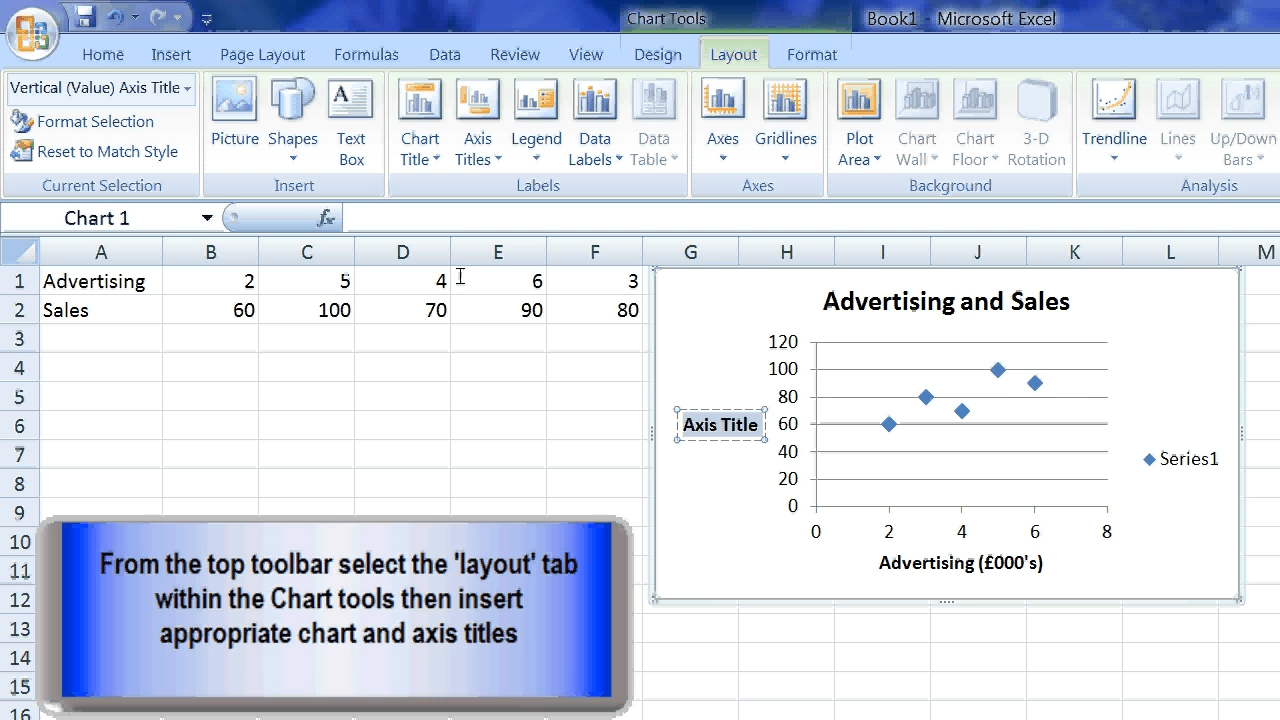 Chart Tools
Book1 - Microsoft Excel
Home Insert Page Layout Formulas Data Review View Design Layout Format
Vertical (Value) Axis Title
Format Selection
Reset to Match Style
Current Selection
Picture Shapes Text Box
Insert
Chart Title Axis Titles Legend Data Labels Data Table
Labels
Axes Gridlines
Axes
Plot Area Chart Wall Chart Floor 3-D Rotation
Background
Trendline Lines Up/Down Bars
Analysis
Chart 1 fx
A B C D E F G H I J K L M
1 Advertising 2 5 4 6 3
2 Sales 60 100 70 90 80
3
4
5
6
7
8
9
10
11
12
13
14
15
16
Advertising and Sales
120
100
80
60
40
20
0
Axis Title
0 2 4 6 8
Advertising (£000's)
Series1
From the top toolbar select the 'layout' tab
within the Chart tools then insert
appropriate chart and axis titles